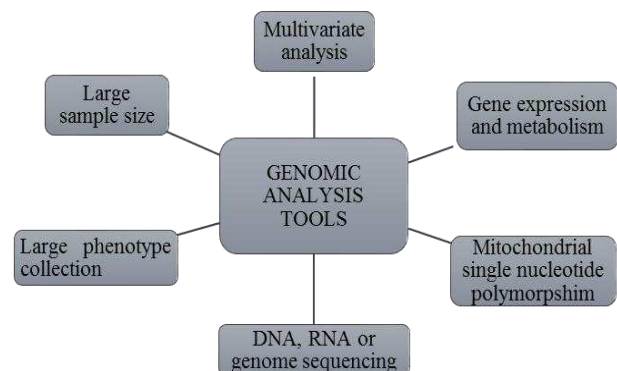 Multivariate
analysis
Large
sample size
Gene expression
and metabolism
GENOMIC
ANALYSIS
TOOLS
Large phenotype
collection
Mitochondrial
single nucleotide
polymorpshim
DNA, RNA or
genome sequencing